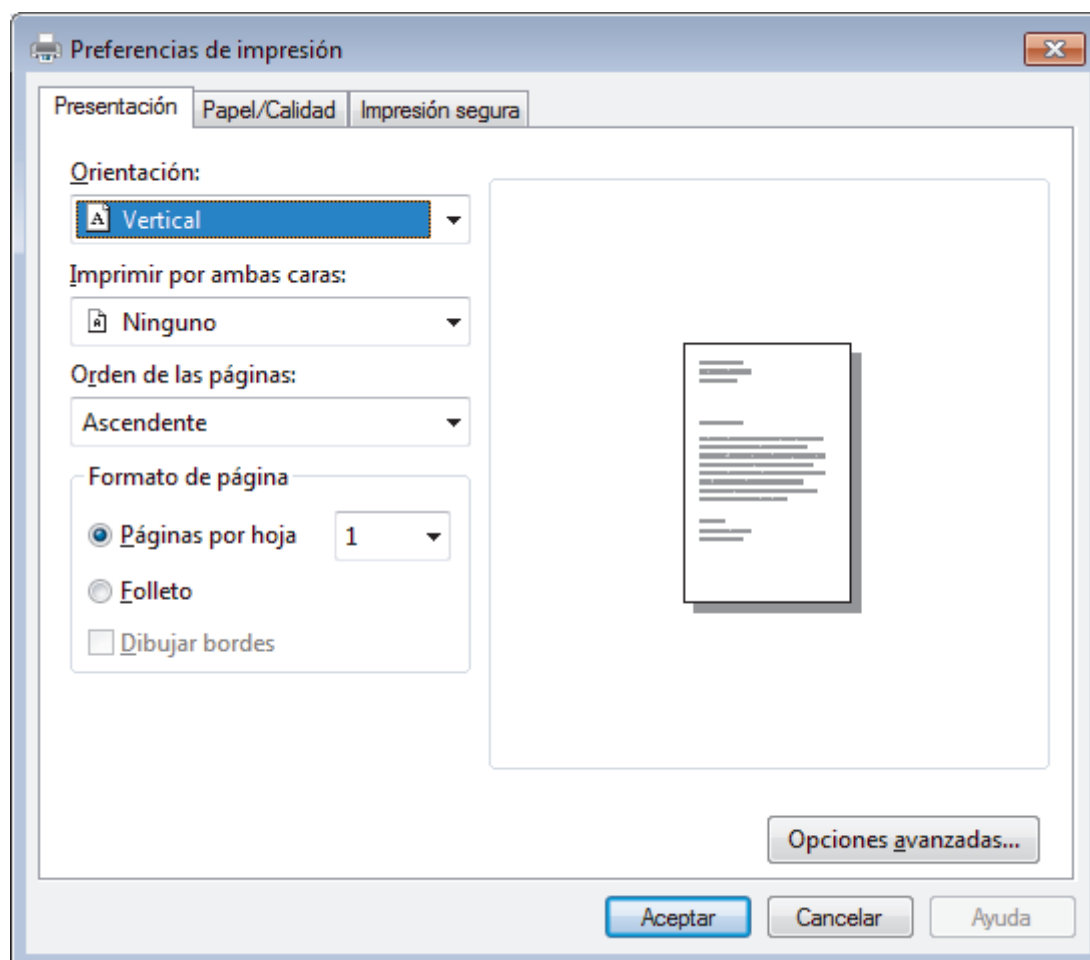 Preferencias de impresión
Presentación Papel/Calidad Impresión segura
Orientación:
A Vertical
Imprimir por ambas caras:
A Ninguno
Orden de las páginas:
Ascendente
Formato de página
Páginas por hoja 1
Folleto
Dibujar bordes
Opciones avanzadas...
Aceptar Cancelar Ayuda